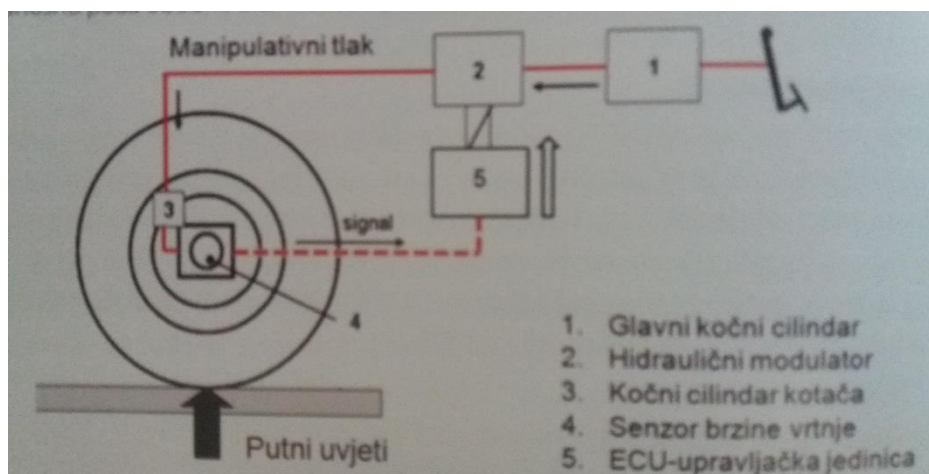 Manipulativni tlak
2
1
5
3
signal
4
1. Glavni kočni cilindar
2. Hidraulični modulator
3. Kočni cilindar kotača
4. Senzor brzine vrtnje
5. ECU-upravljačka jedinica
Putni uvjeti